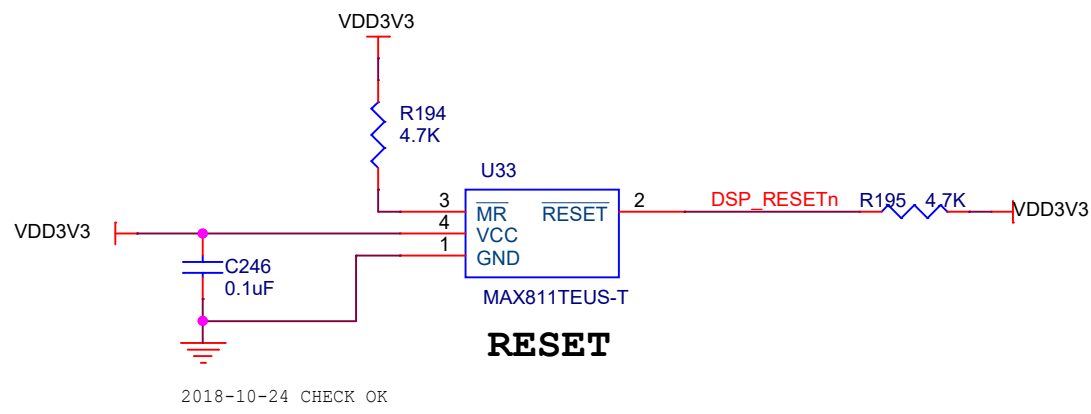 VDD3V3
R194
4.7K
U33
3
MR
RESET
2
DSP_RESETn
R195
4.7K
VDD3V3
VDD3V3
4
VCC
1
GND
C246
0.1uF
MAX811TEUS-T
RESET
2018-10-24 CHECK OK